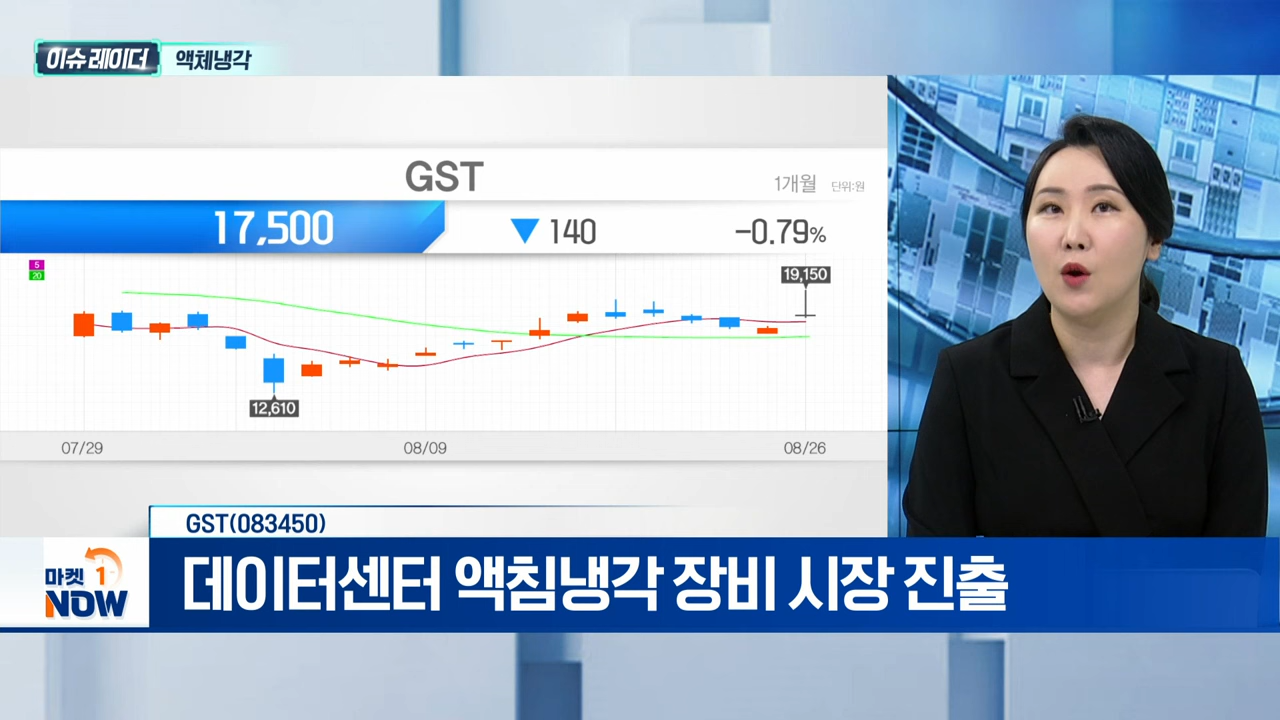 이슈 레이더 액체냉각
GST
1개월 단위:원
17,500 ▼ 140 -0.79%
5
20
19,150
12,610
07/29 08/09 08/26
GST(083450)
마켓 1
NOW
데이터센터 액침냉각 장비 시장 진출